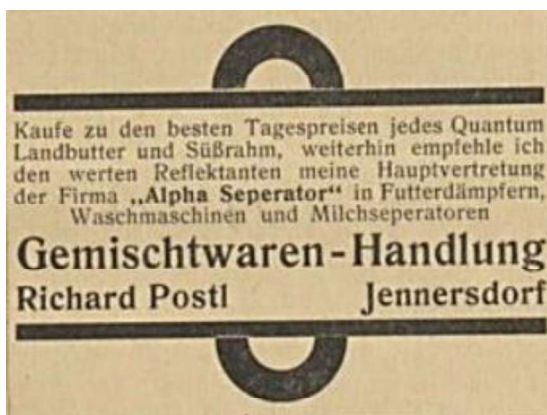 Kaufe zu den besten Tagespreisen jedes Quantum
Landbutter und Süßrahm, weiterhin empfehle ich
den werten Reflektanten meine Hauptvertretung
der Firma „Alpha Seperator“ in Futterdämpfern,
Waschmaschinen und Milchseperatoren
Gemischtwaren-Handlung
Richard Postl Jennersdorf